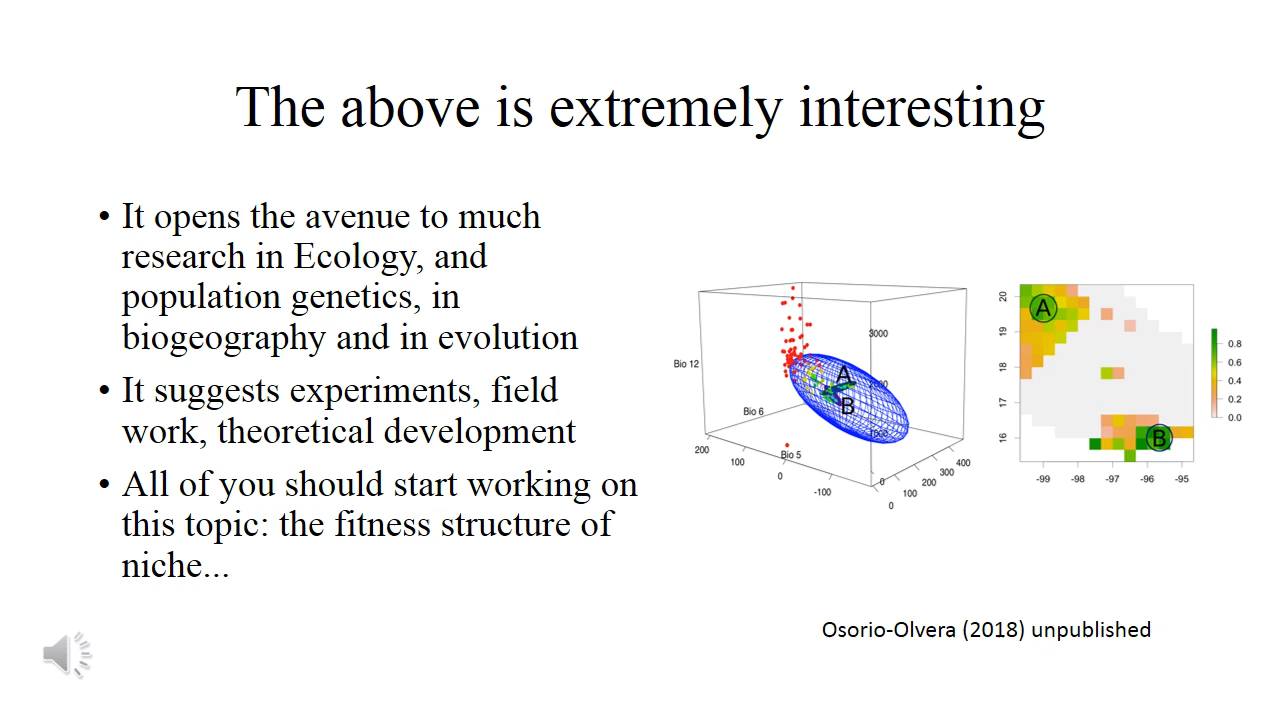 The above is extremely interesting
• It opens the avenue to much
research in Ecology, and
population genetics, in
biogeography and in evolution
• It suggests experiments, field
work, theoretical development
• All of you should start working on
this topic: the fitness structure of
niche...
Bio 12
Bio 6
Bio 5
3000
2000
1000
0
A
B
200
100
0
-100
0
100
200
300
400
20
19
18
17
16
A
B
-99
-98
-97
-96
-95
0.8
0.6
0.4
0.2
0.0
Osorio-Olvera (2018) unpublished